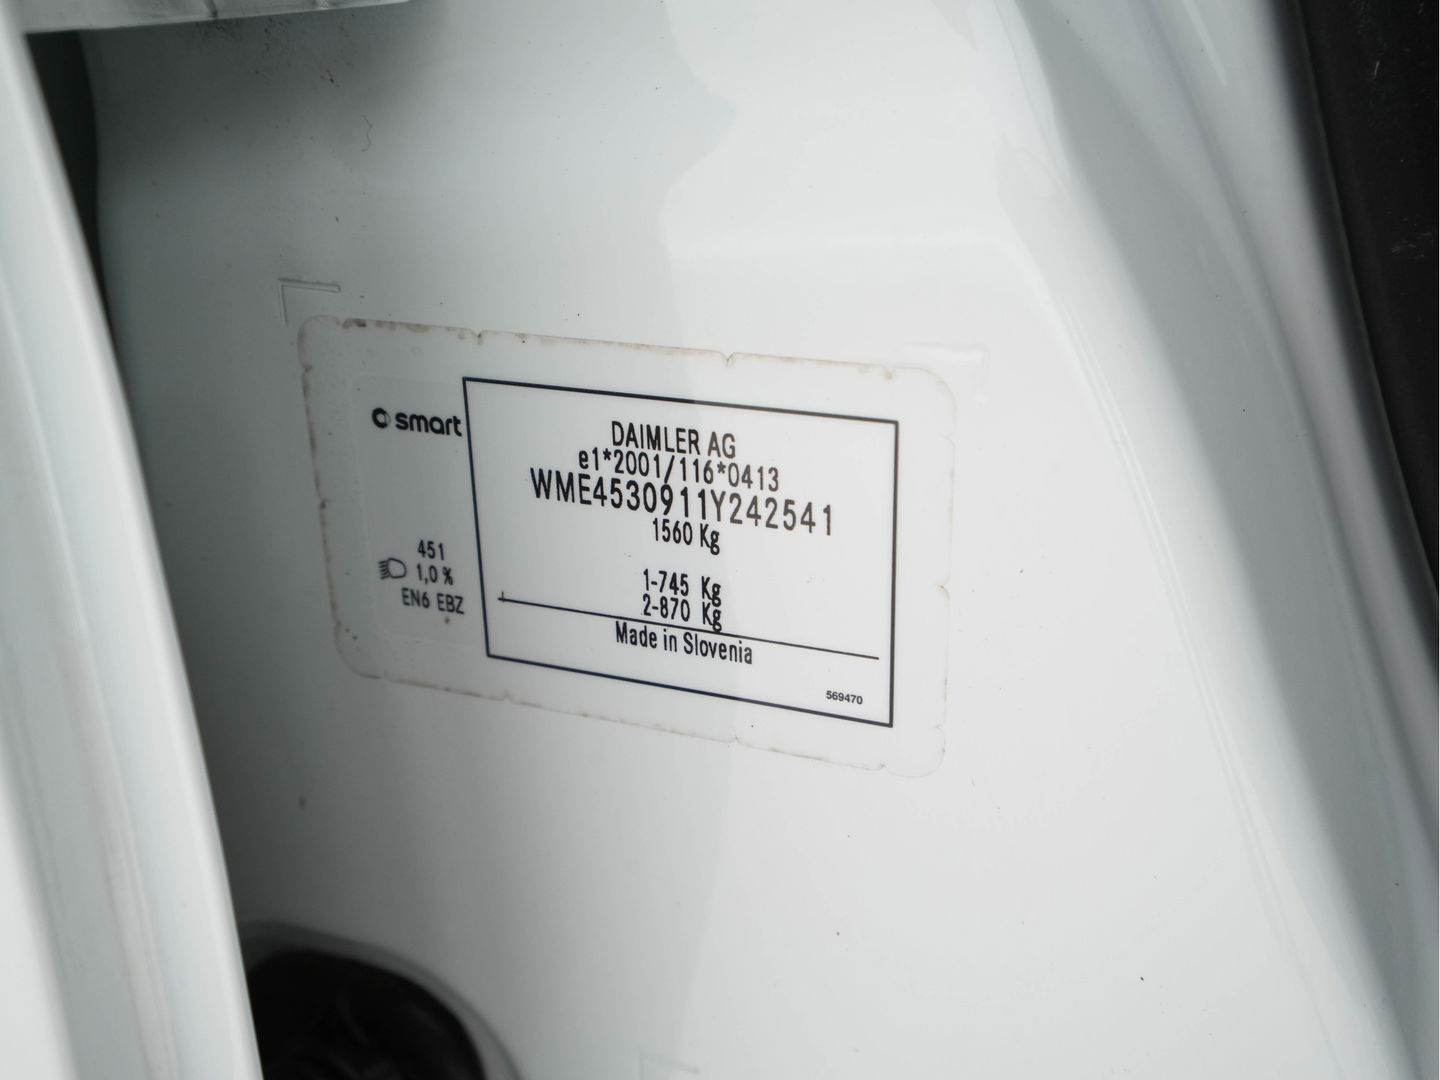 smart
DAIMLER AG
e1*2001/116*0413
WME4530911Y242541
1560 Kg
1-745 Kg
2-870 Kg
Made in Slovenia
569470
451
1,0 %
EN6 EBZ